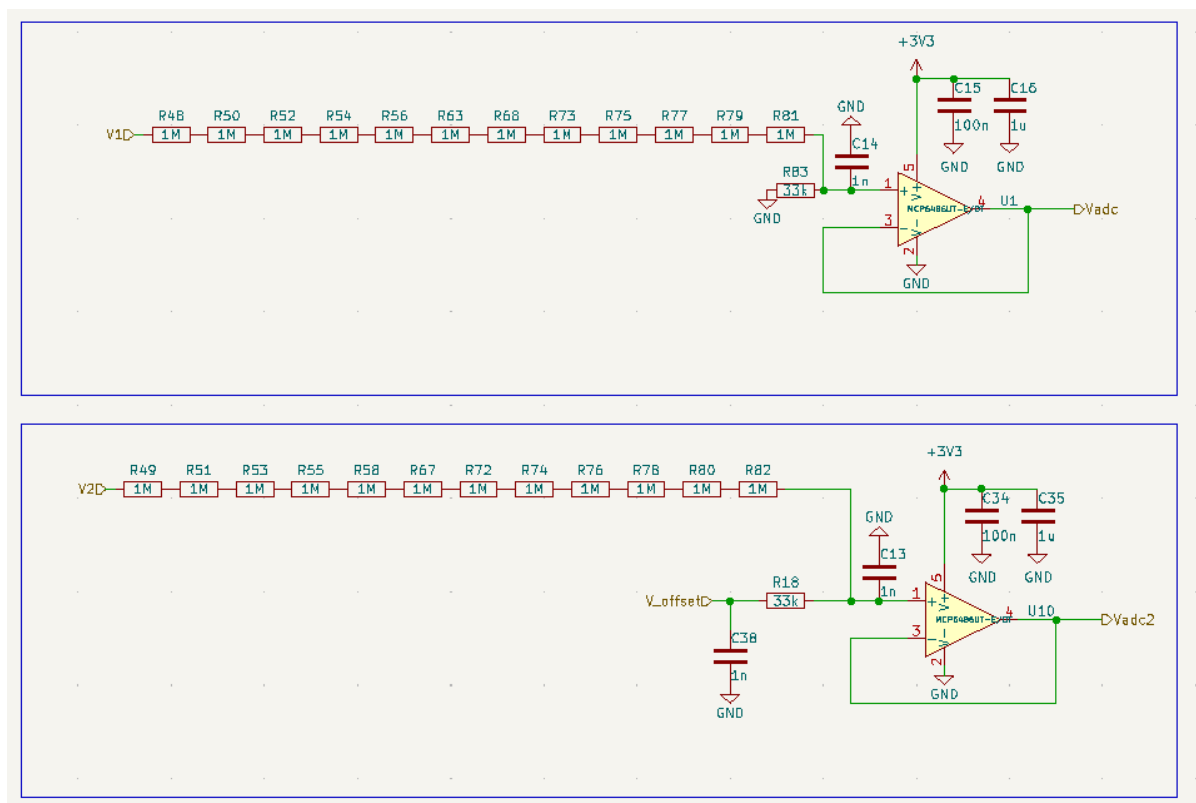 +3V3
C15 C16
R48 R50 R52 R54 R56 R63 R68 R73 R75 R77 R79 R81
GND
V1 1M 1M 1M 1M 1M 1M 1M 1M 1M 1M 1M 1M
100n 1u
C14
GND GND
R83
1n
5
33k
1
+
V+
4
U1
GND
Vadc
3
-
V-
2
GND
+3V3
R49 R51 R53 R55 R58 R67 R72 R74 R76 R78 R80 R82
V2 1M 1M 1M 1M 1M 1M 1M 1M 1M 1M 1M 1M
C34 C35
GND
100n 1u
C13
R18
GND GND
1n
5
V_offset 33k
1
+
V+
4
U10
Vadc2
C38
3
-
V-
2
1n
GND
GND